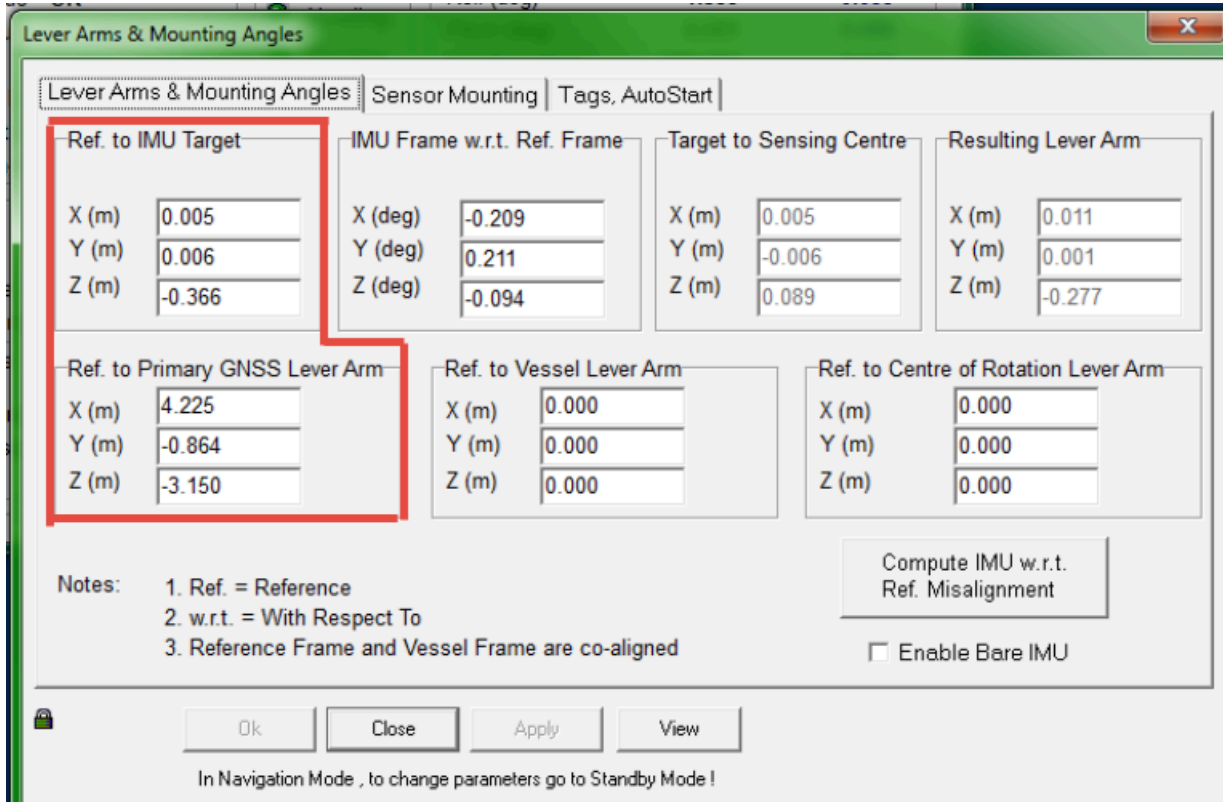 Lever Arms & Mounting Angles
Lever Arms & Mounting Angles Sensor Mounting Tags, AutoStart
Ref. to IMU Target
X (m) 0.005
Y (m) 0.006
Z (m) -0.366
IMU Frame w.r.t. Ref. Frame
X (deg) -0.209
Y (deg) 0.211
Z (deg) -0.094
Target to Sensing Centre
X (m) 0.005
Y (m) -0.006
Z (m) 0.089
Resulting Lever Arm
X (m) 0.011
Y (m) 0.001
Z (m) -0.277
Ref. to Primary GNSS Lever Arm
X (m) 4.225
Y (m) -0.864
Z (m) -3.150
Ref. to Vessel Lever Arm
X (m) 0.000
Y (m) 0.000
Z (m) 0.000
Ref. to Centre of Rotation Lever Arm
X (m) 0.000
Y (m) 0.000
Z (m) 0.000
Notes: 1. Ref. = Reference
2. w.r.t. = With Respect To
3. Reference Frame and Vessel Frame are co-aligned
Compute IMU w.r.t.
Ref. Misalignment
Enable Bare IMU
Ok Close Apply View
In Navigation Mode , to change parameters go to Standby Mode !